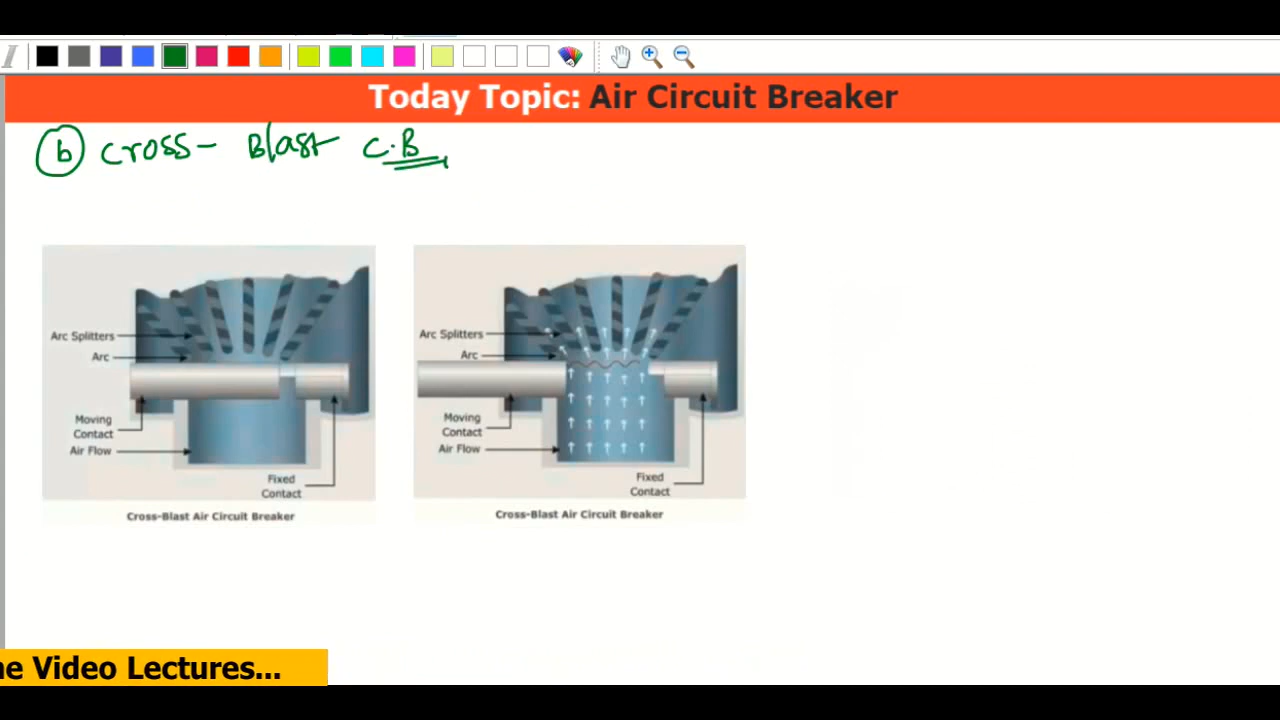 Today Topic: Air Circuit Breaker
b Cross- Blast C.B
Arc Splitters
Arc
Moving
Contact
Air Flow
Fixed
Contact
Cross-Blast Air Circuit Breaker
Arc Splitters
Arc
Moving
Contact
Air Flow
Fixed
Contact
Cross-Blast Air Circuit Breaker
ne Video Lectures...